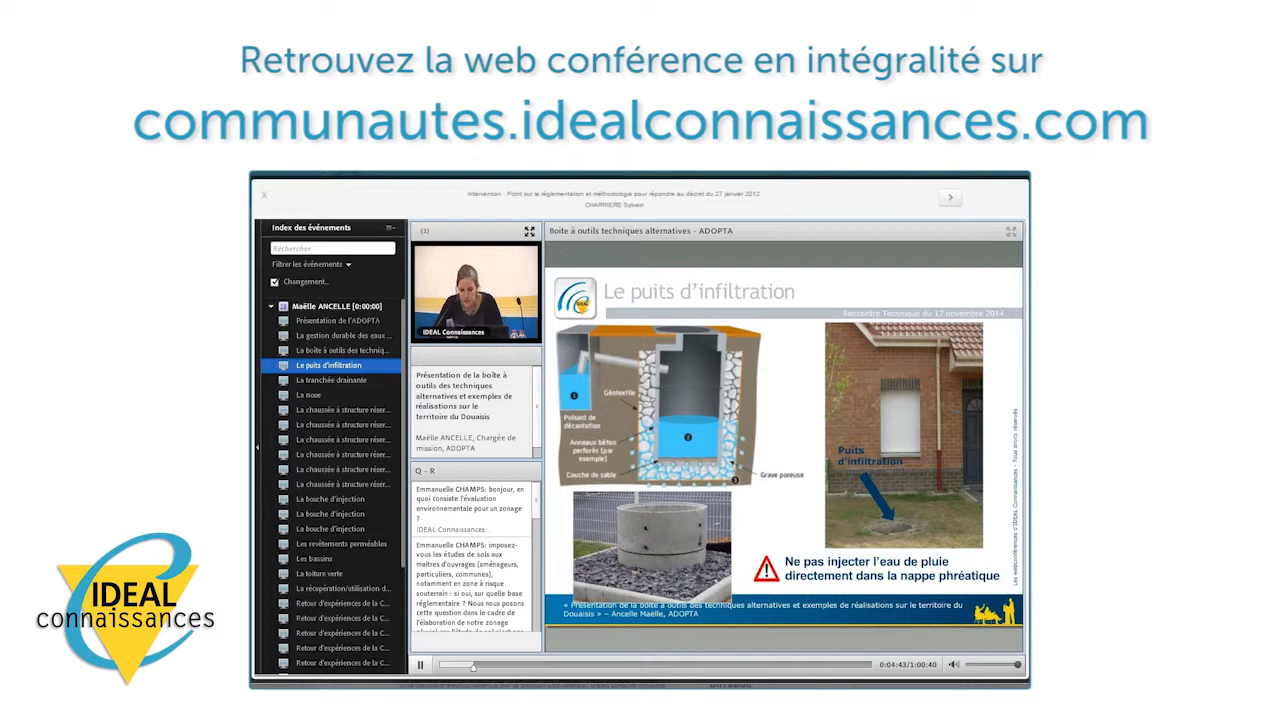 Retrouvez la web conférence en intégralité sur
communautes.idealconnaissances.com
X
Intervention : Point sur la réglementation et méthodologie pour répondre au décret du 27 janvier 2012
CHARRIERE Sylvain
Index des événements
Rechercher
Filtrer les événements
Changement...
Maëlle ANCELLE [0:00:00]
Présentation de l'ADOPTA
La gestion durable des eaux ...
La boîte à outils des techniq...
Le puits d'infiltration
La tranchée drainante
La noue
La chaussée à structure réser...
La chaussée à structure réser...
La chaussée à structure réser...
La chaussée à structure réser...
La chaussée à structure réser...
La chaussée à structure réser...
La bouche d'injection
La bouche d'injection
La bouche d'injection
Les revêtements perméables
Les bassins
La toiture verte
La récupération/utilisation d...
Retour d'expériences de la C...
Retour d'expériences de la C...
Retour d'expériences de la C...
Retour d'expériences de la C...
Retour d'expériences de la C...
(1)
IDEAL Connaissances
Présentation de la boîte à
outils des techniques
alternatives et exemples de
réalisations sur le
territoire du Douaisis
Maëlle ANCELLE, Chargée de
mission, ADOPTA
Q - R
Emmanuelle CHAMPS: bonjour, en
quoi consiste l'évaluation
environnementale pour un zonage
?
IDEAL Connaissances:
Emmanuelle CHAMPS: imposez-
vous les études de sols aux
maitres d'ouvrages (aménageurs,
particuliers, communes),
notamment en zone à risque
souterrain : si oui, sur quelle base
réglementaire ? Nous nous posons
cette question dans le cadre de
l'élaboration de notre zonage
Boite à outils techniques alternatives - ADOPTA
IDEAL
Le puits d'infiltration
Rencontre Technique du 17 novembre 2014
1
Puisard de
décantation
Géotextile
2
Anneaux béton
perforés (par
exemple)
Couche de sable
3
Grave poreuse
Puits
d'infiltration
Ne pas injecter l'eau de pluie
directement dans la nappe phréatique
Les webconférences d'IDEAL Connaissances - Tous droits réservés
« Présentation de la boîte à outils des techniques alternatives et exemples de réalisations sur le territoire du
Douaisis » – Ancelle Maëlle, ADOPTA
0:04:43/1:00:40
IDEAL
connaissances